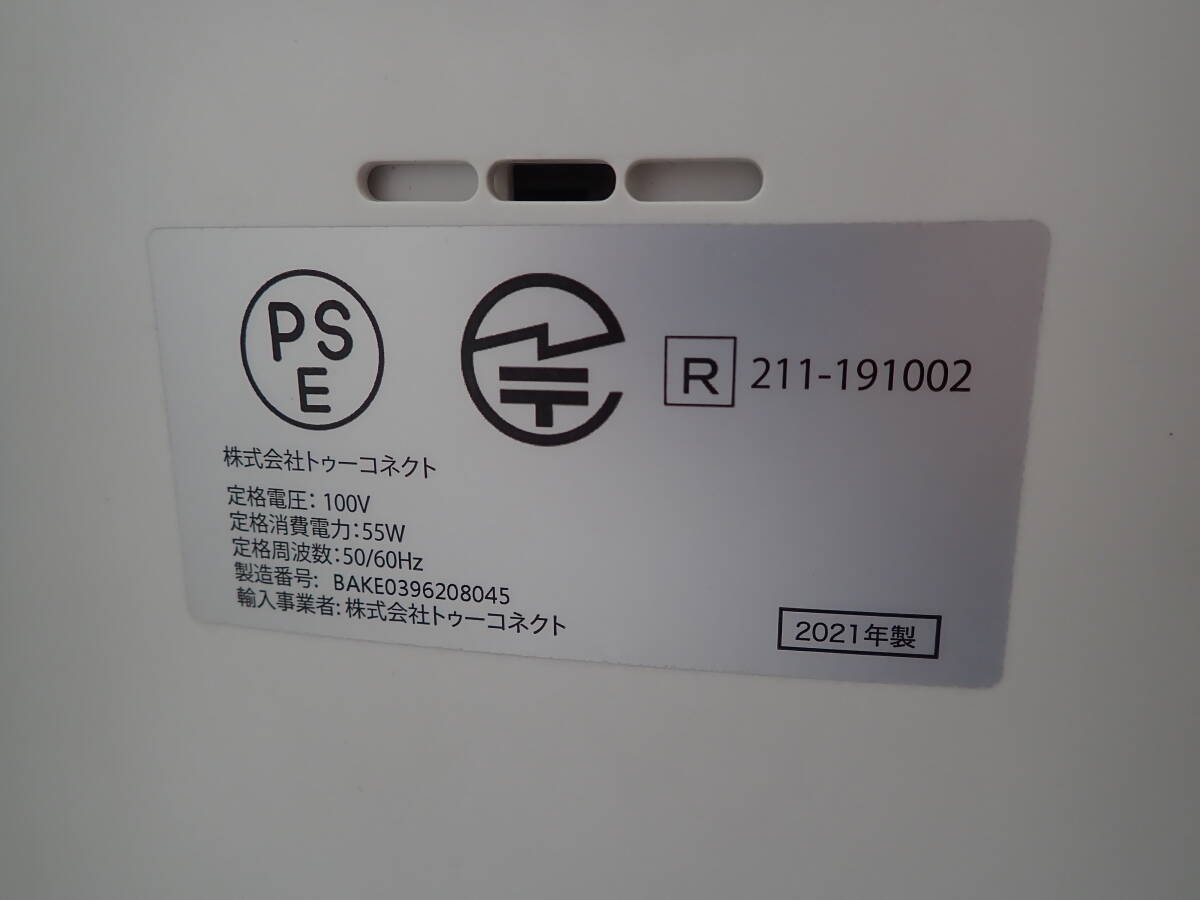 PS
E
R 211-191002
株式会社トゥーコネクト
定格電圧: 100V
定格消費電力:55W
定格周波数:50/60Hz
製造番号: BAKE0396208045
輸入事業者:株式会社トゥーコネクト
2021年製